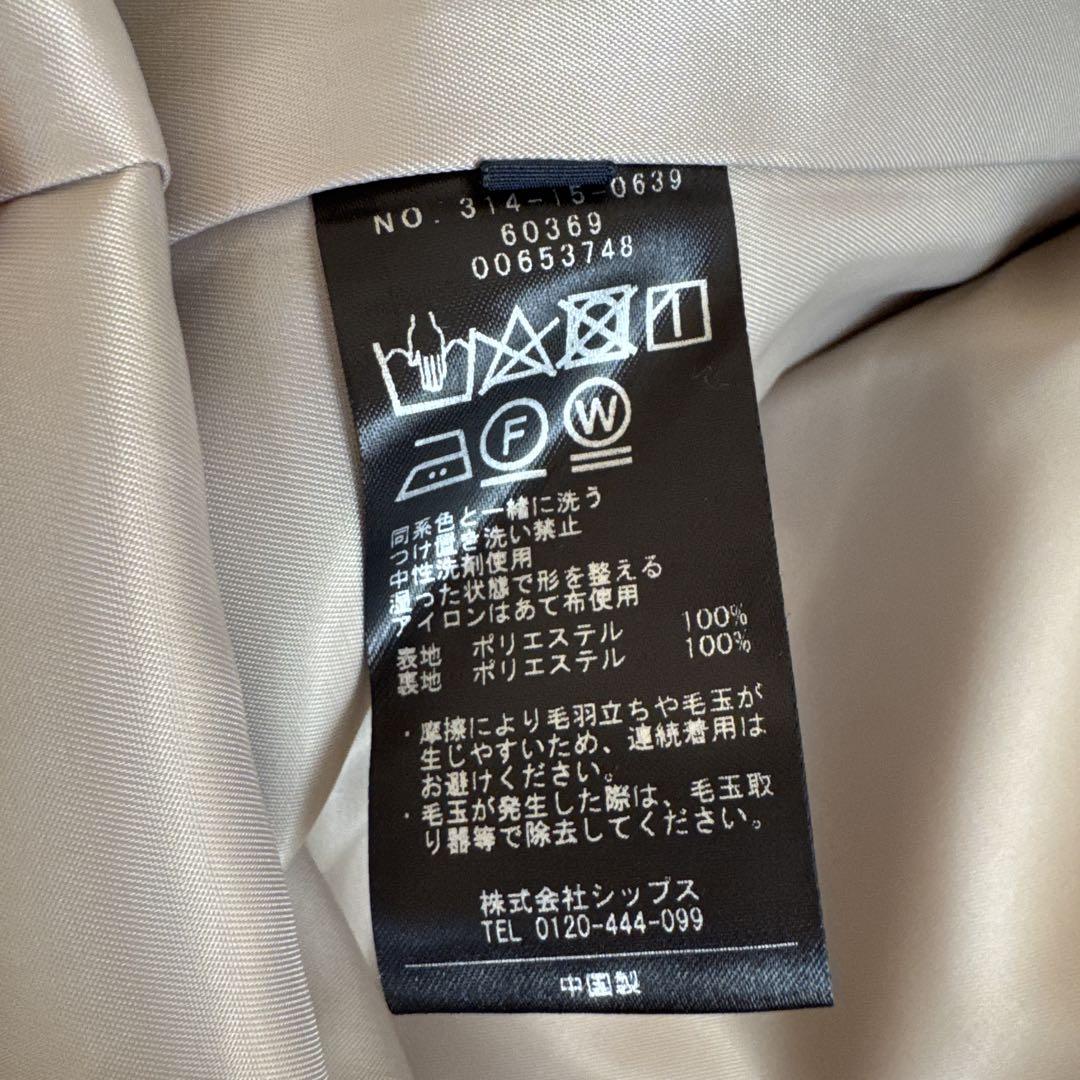 NO. 314-15-0639
60369
00653748
F W
同系色と一緒に洗う
つけ置き洗い禁止
中性洗剤使用
湿った状態で形を整える
アイロンはあて布使用
表地 ポリエステル 100%
裏地 ポリエステル 100%
・摩擦により毛羽立ちや毛玉が
生じやすいため、連続着用は
お避けください。
・毛玉が発生した際は、毛玉取
り器等で除去してください。
株式会社シップス
TEL 0120-444-099
中国製